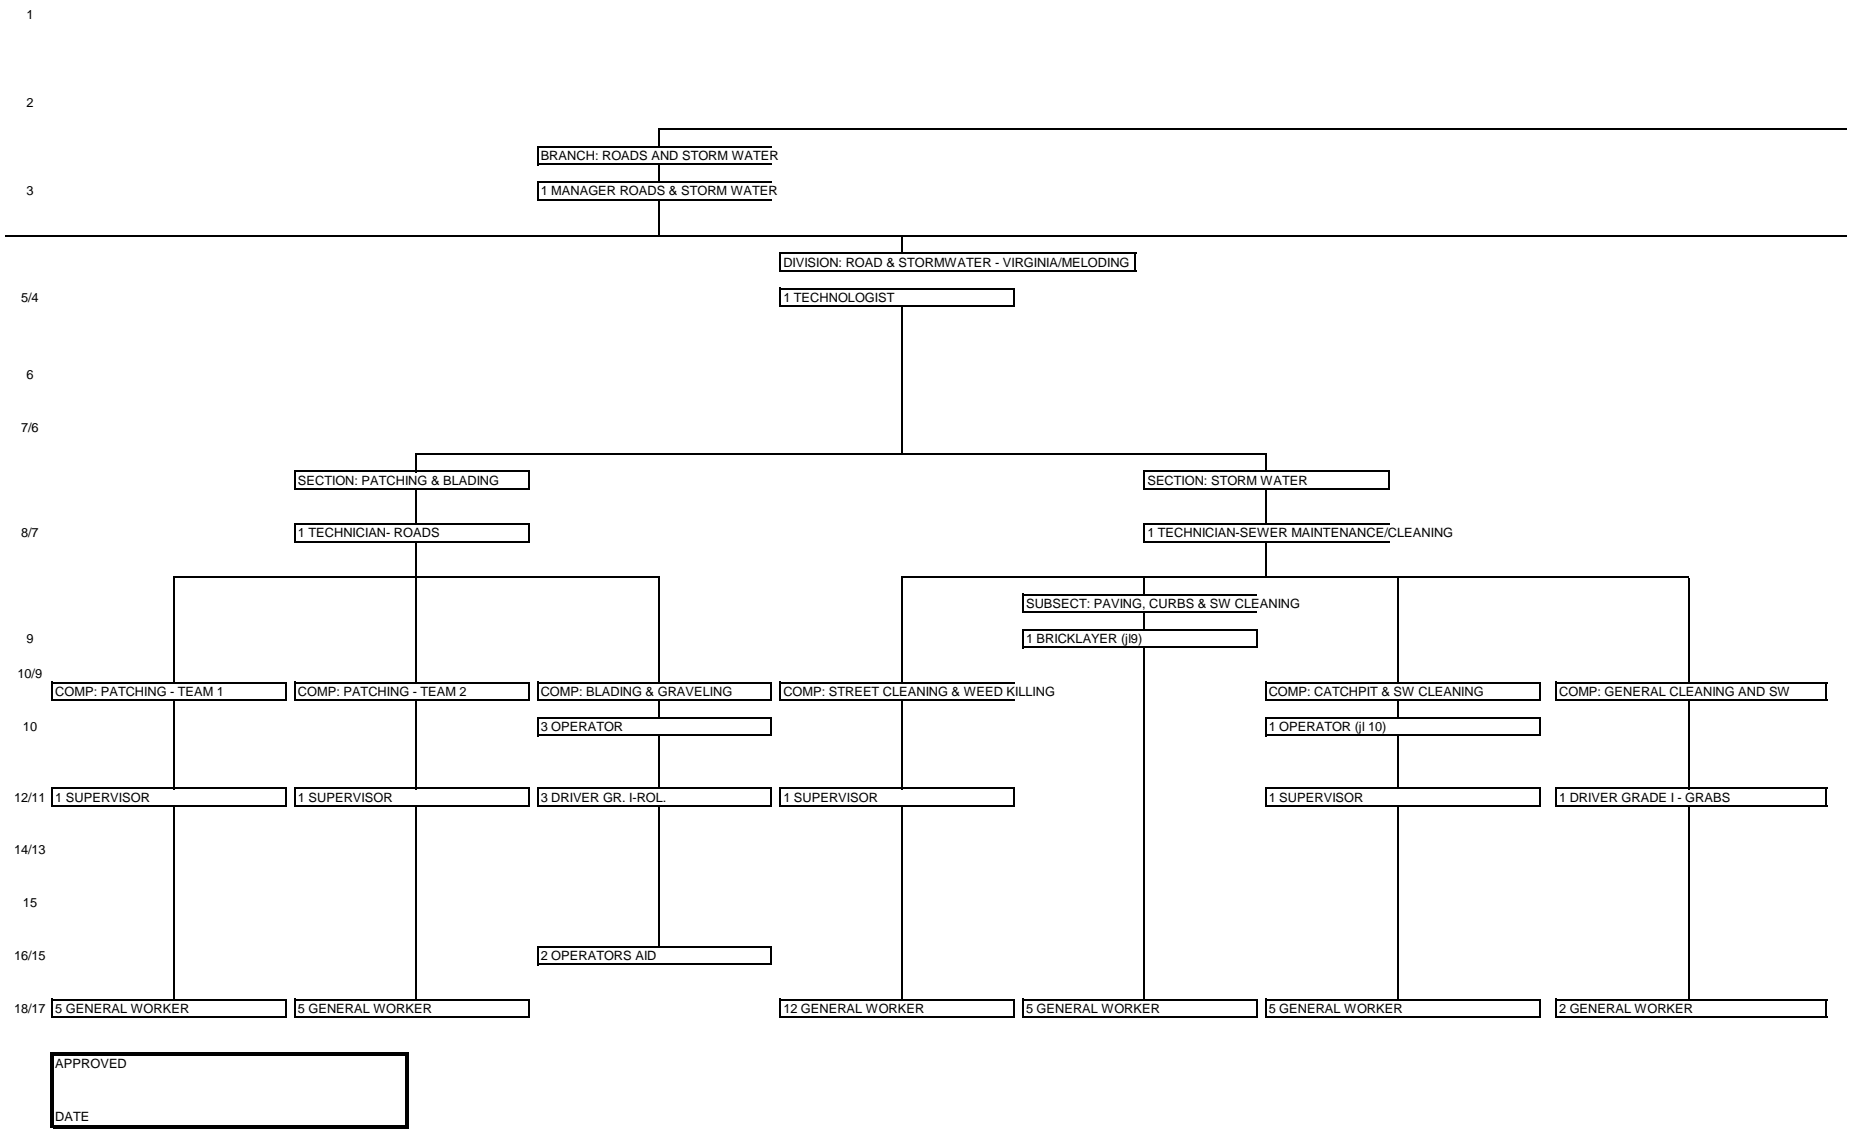 1
2
BRANCH: ROADS AND STORM WATER
3
1 MANAGER ROADS & STORM WATER
DIVISION: ROAD & STORMWATER - VIRGINIA/MELODING
5/4
1 TECHNOLOGIST
6
7/6
SECTION: PATCHING & BLADING
SECTION: STORM WATER
8/7
1 TECHNICIAN- ROADS
1 TECHNICIAN-SEWER MAINTENANCE/CLEANING
SUBSECT: PAVING, CURBS & SW CLEANING
9
1 BRICKLAYER (jl9)
10/9
COMP: PATCHING - TEAM 1
COMP: PATCHING - TEAM 2
COMP: BLADING & GRAVELING
COMP: STREET CLEANING & WEED KILLING
COMP: CATCHPIT & SW CLEANING
COMP: GENERAL CLEANING AND SW
10
3 OPERATOR
1 OPERATOR (jl 10)
12/11
1 SUPERVISOR
1 SUPERVISOR
3 DRIVER GR. I-ROL.
1 SUPERVISOR
1 SUPERVISOR
1 DRIVER GRADE I - GRABS
14/13
15
16/15
2 OPERATORS AID
18/17
5 GENERAL WORKER
5 GENERAL WORKER
12 GENERAL WORKER
5 GENERAL WORKER
5 GENERAL WORKER
2 GENERAL WORKER
APPROVED
DATE